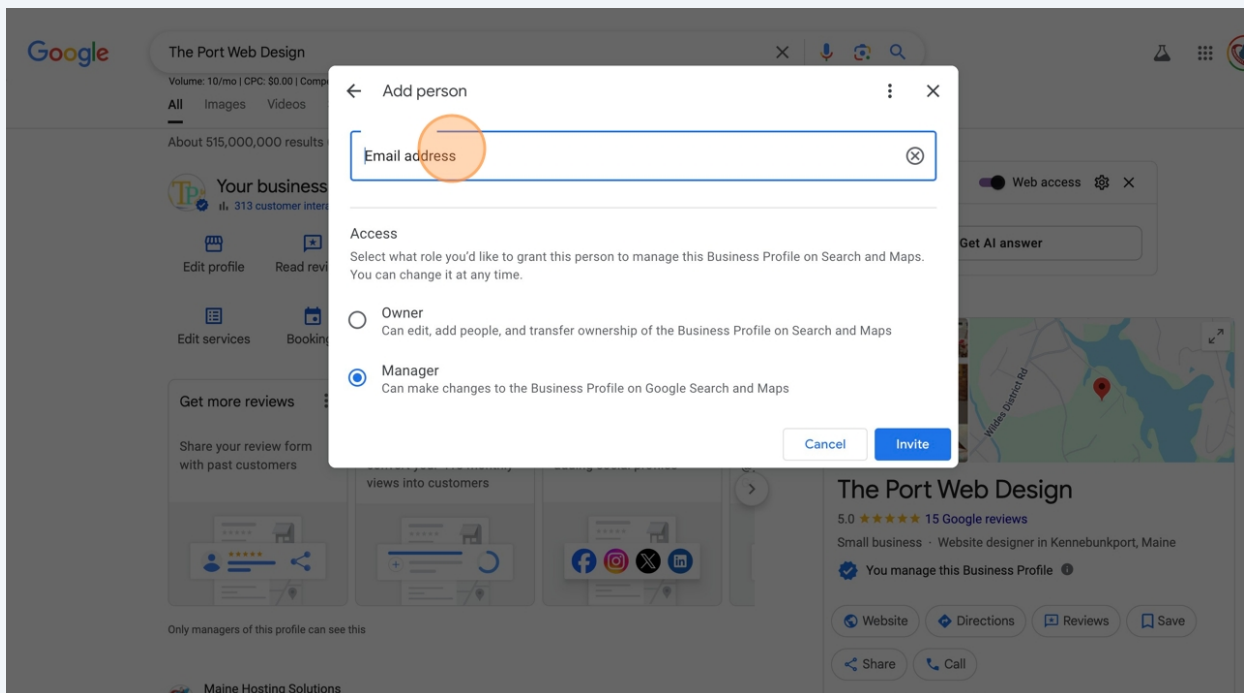 Google
The Port Web Design
Volume: 10/mo | CPC: $0.00 | Comp
All Images Videos
About 515,000,000 results
Add person
Email address
Access
Select what role you'd like to grant this person to manage this Business Profile on Search and Maps.
You can change it at any time.
Owner
Can edit, add people, and transfer ownership of the Business Profile on Search and Maps
Manager
Can make changes to the Business Profile on Google Search and Maps
Cancel Invite
Your business
313 customer
Edit profile Read
Edit services
Get more reviews
Share your review form
with past customers
views into customers
Only managers of this profile can see this
Maine Hosting Solutions
Web access
Get AI answer
Wildes District Rd
The Port Web Design
5.0 ★★★★★ 15 Google reviews
Small business · Website designer in Kennebunkport, Maine
You manage this Business Profile
Website Directions Reviews Save
Share Call